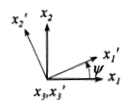 x₂' x₂
x₁'
ψ
x₁
x₃,x₃'